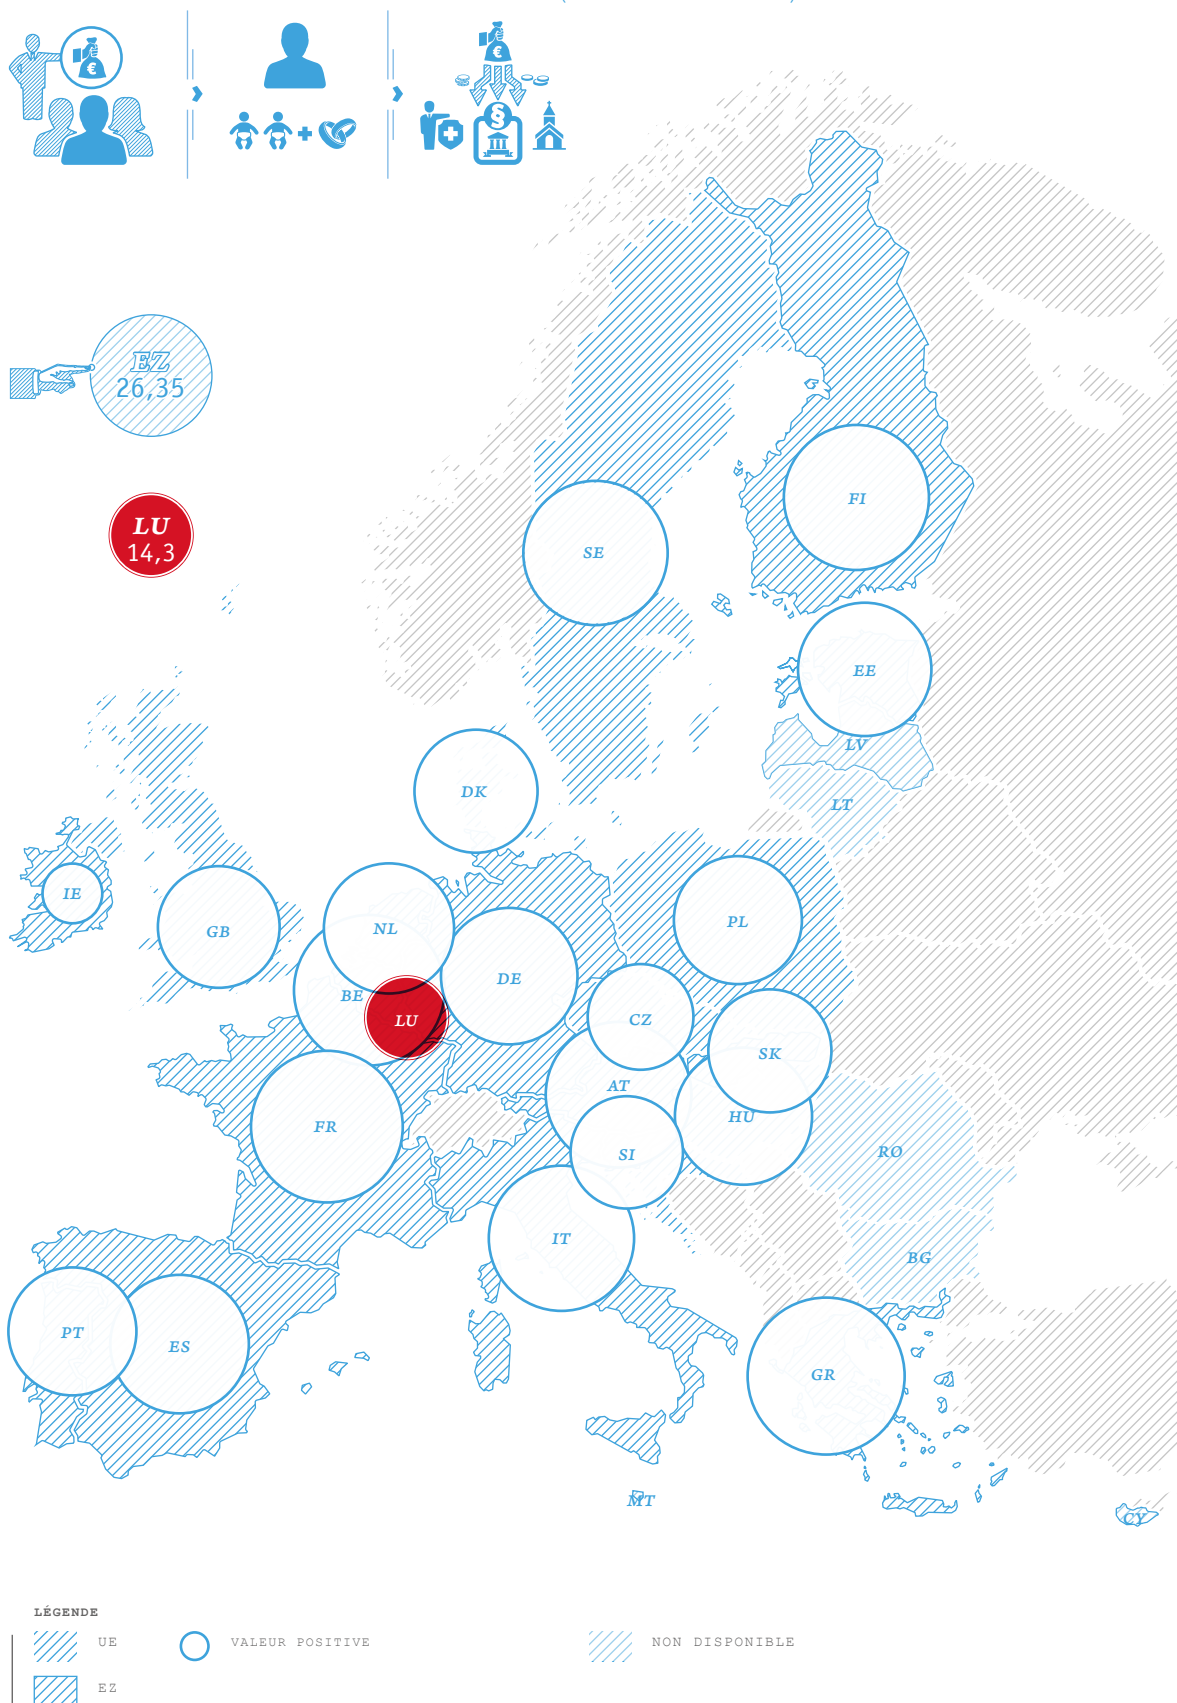 EZ
26,35
LU
14,3
FI
SE
EE
LV
DK
LT
IE
GB
NL
PL
DE
BE
LU
CZ
SK
AT
HU
FR
SI
RO
IT
BG
PT
ES
GR
MT
CY
LÉGENDE
UE
VALEUR POSITIVE
NON DISPONIBLE
EZ